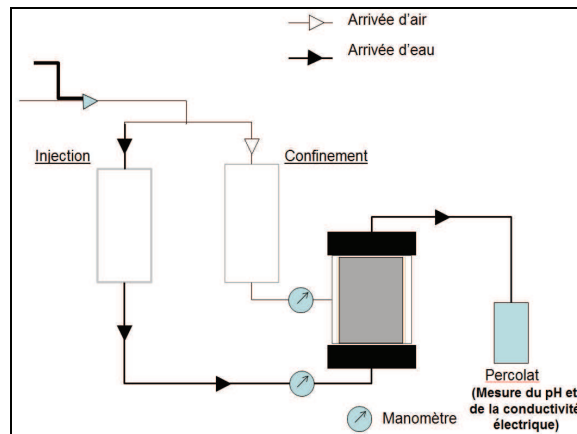 Arrivée d'air
Arrivée d'eau
Injection
Confinement
Percolat
(Mesure du pH et
de la conductivité
électrique)
Manomètre